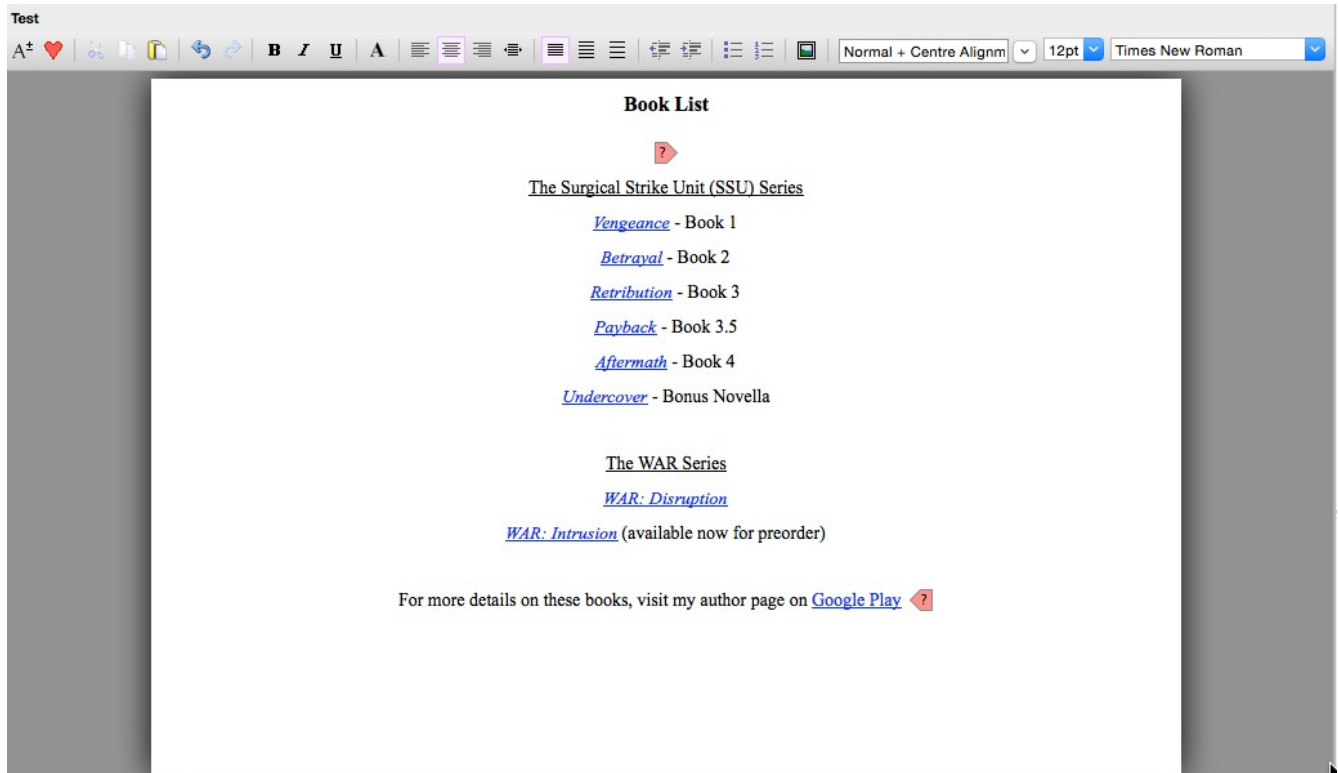 Test
A± B I U A Normal + Centre Alignm 12pt Times New Roman
Book List
?
The Surgical Strike Unit (SSU) Series
Vengeance - Book 1
Betrayal - Book 2
Retribution - Book 3
Payback - Book 3.5
Aftermath - Book 4
Undercover - Bonus Novella
The WAR Series
WAR: Disruption
WAR: Intrusion (available now for preorder)
For more details on these books, visit my author page on Google Play ?